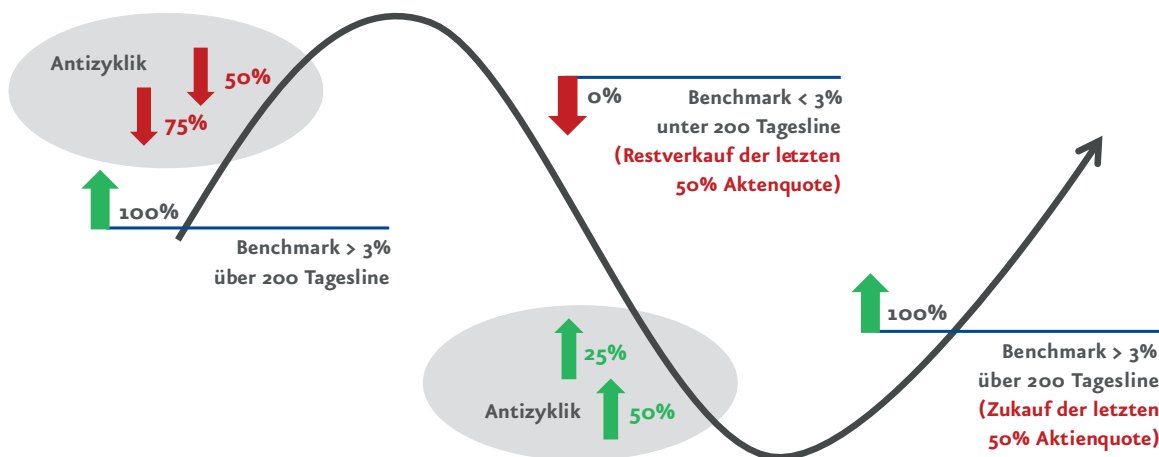 Antizyklik
50%
75%
100%
Benchmark > 3%
über 200 Tagesline
0%
Benchmark < 3%
unter 200 Tagesline
(Restverkauf der letzten
50% Aktenquote)
25%
Antizyklik
50%
100%
Benchmark > 3%
über 200 Tagesline
(Zukauf der letzten
50% Aktienquote)